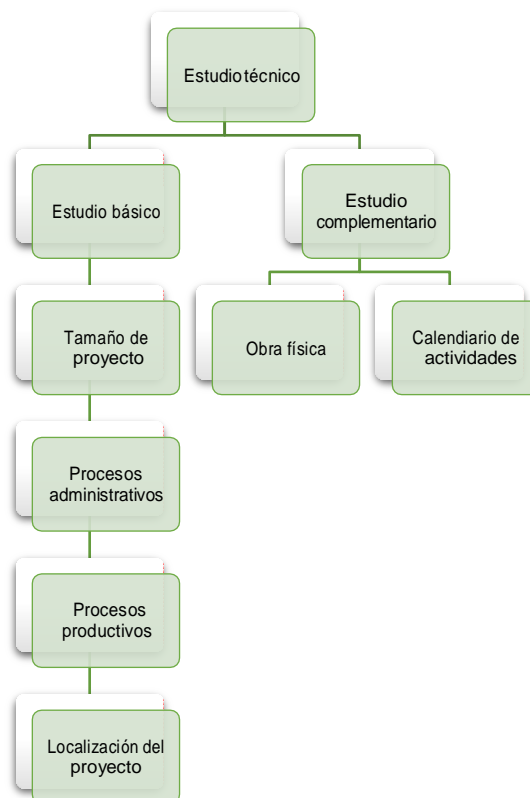 Estudio técnico
Estudio básico
Estudio
complementario
Tamaño de
proyecto
Obra física
Calendiario de
actividades
Procesos
administrativos
Procesos
productivos
Localización del
proyecto